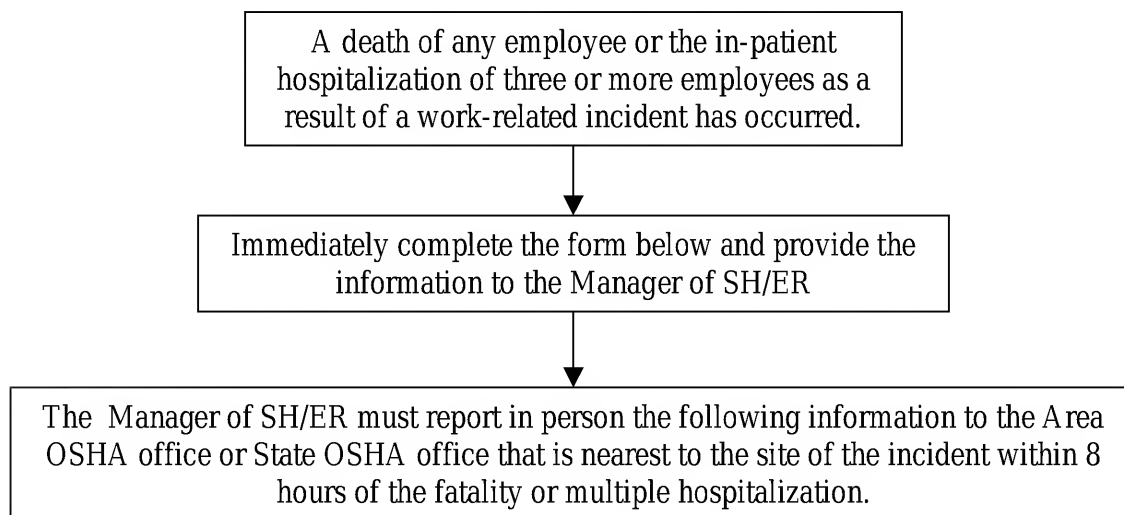 A death of any employee or the in-patient
hospitalization of three or more employees as a
result of a work-related incident has occurred.
Immediately complete the form below and provide the
information to the Manager of SH/ER
The Manager of SH/ER must report in person the following information to the Area
OSHA office or State OSHA office that is nearest to the site of the incident within 8
hours of the fatality or multiple hospitalization.